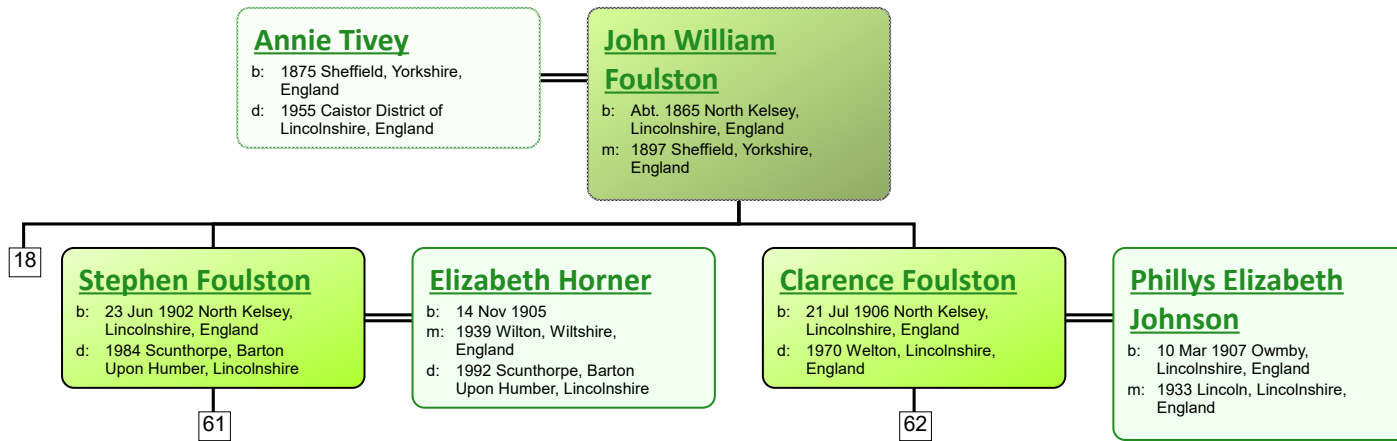 Annie Tivey
b: 1875 Sheffield, Yorkshire,
England
d: 1955 Caistor District of
Lincolnshire, England
John William
Foulston
b: Abt. 1865 North Kelsey,
Lincolnshire, England
m: 1897 Sheffield, Yorkshire,
England
18
Stephen Foulston
b: 23 Jun 1902 North Kelsey,
Lincolnshire, England
d: 1984 Scunthorpe, Barton
Upon Humber, Lincolnshire
Elizabeth Horner
b: 14 Nov 1905
m: 1939 Wilton, Wiltshire,
England
d: 1992 Scunthorpe, Barton
Upon Humber, Lincolnshire
Clarence Foulston
b: 21 Jul 1906 North Kelsey,
Lincolnshire, England
d: 1970 Welton, Lincolnshire,
England
Phillys Elizabeth
Johnson
b: 10 Mar 1907 Owmby,
Lincolnshire, England
m: 1933 Lincoln, Lincolnshire,
England
61
62